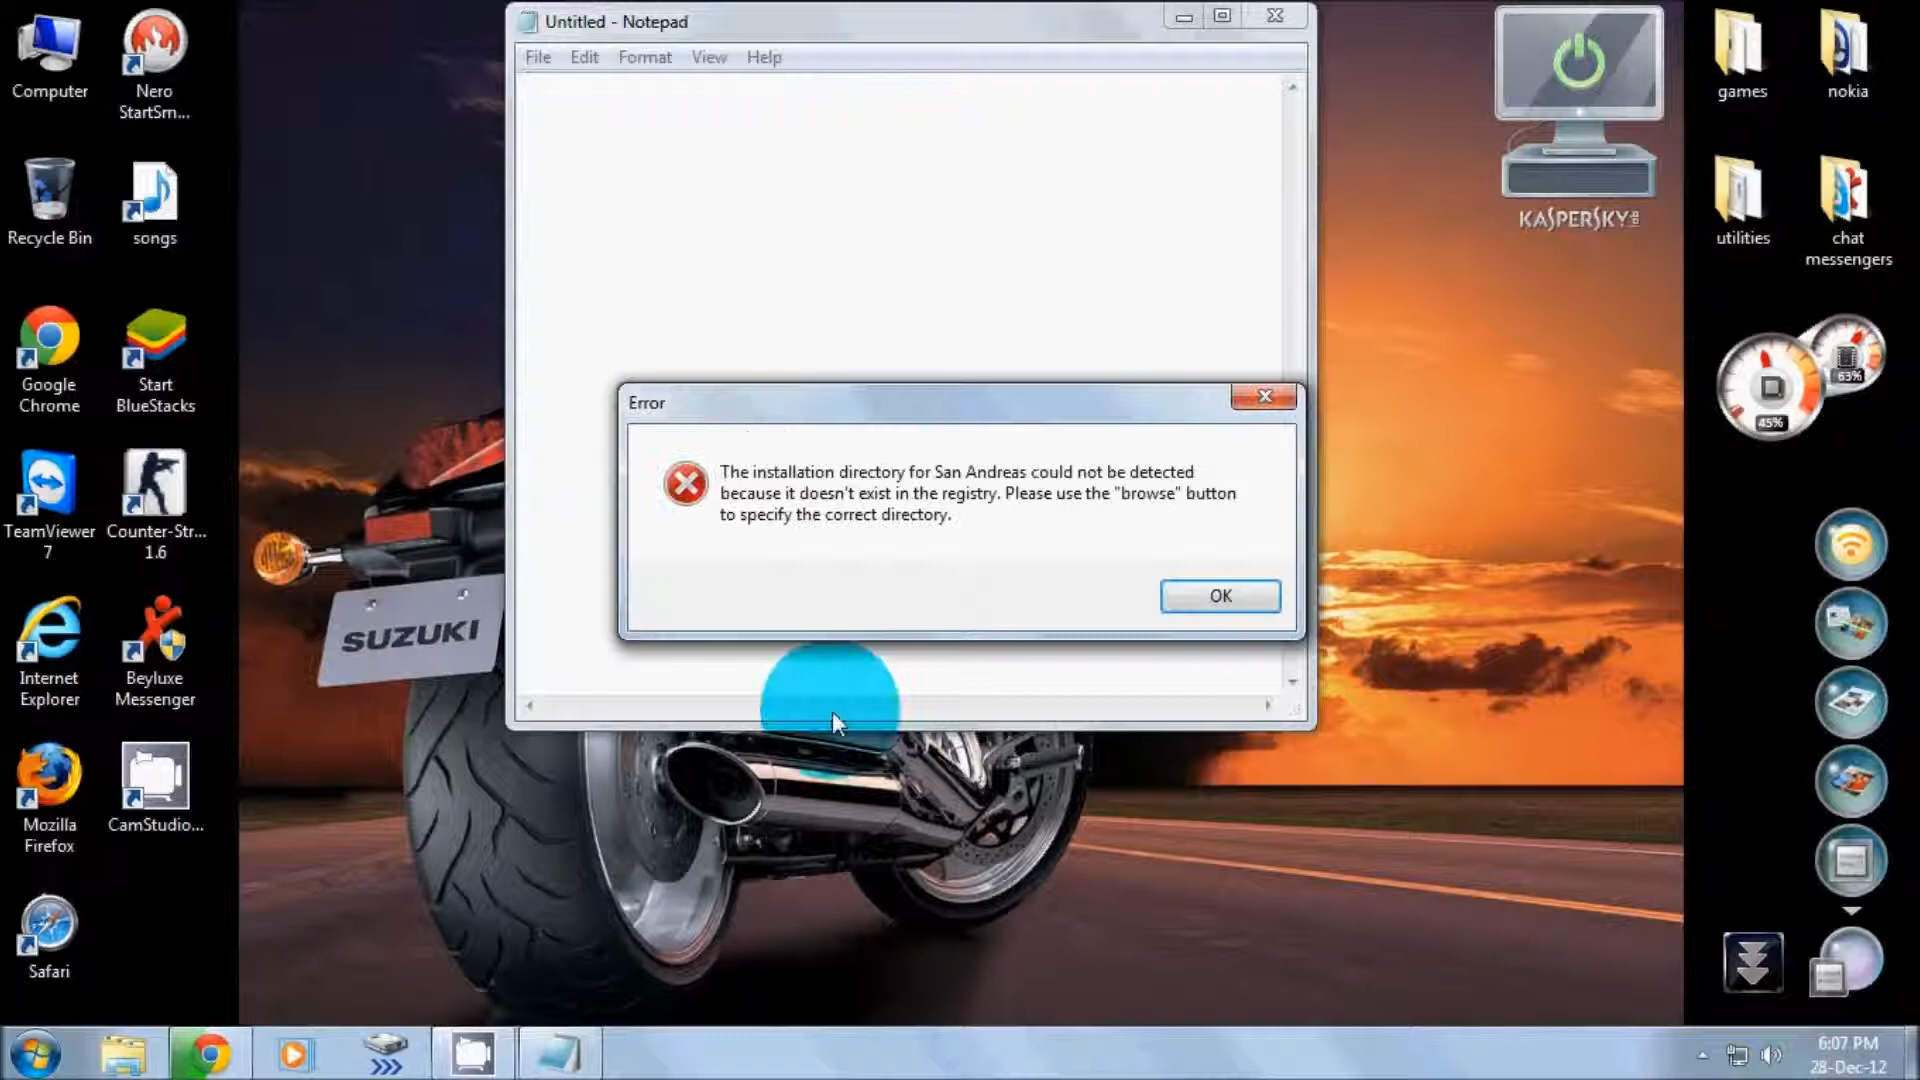 Untitled - Notepad
File Edit Format View Help
Computer
Nero
StartSm...
Recycle Bin
songs
Google
Chrome
Start
BlueStacks
TeamViewer
7
Counter-Str...
1.6
Internet
Explorer
Beyluxe
Messenger
Mozilla
Firefox
CamStudio...
Safari
Error
The installation directory for San Andreas could not be detected
because it doesn't exist in the registry. Please use the "browse" button
to specify the correct directory.
OK
SUZUKI
KASPERSKY
games
nokia
utilities
chat
messengers
63%
45%
6:07 PM
28-Dec-12